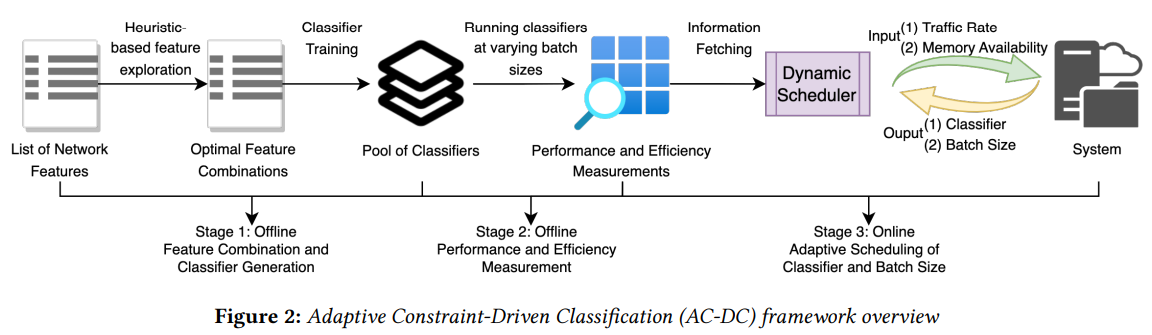 Heuristic-
based feature
exploration
Classifier
Training
Running classifiers
at varying batch
sizes
Information
Fetching
Input
(1) Traffic Rate
(2) Memory Availability
Dynamic
Scheduler
Ouput
(1) Classifier
(2) Batch Size
List of Network
Features
Optimal Feature
Combinations
Pool of Classifiers
Performance and Efficiency
Measurements
System
Stage 1: Offline
Feature Combination and
Classifier Generation
Stage 2: Offline
Performance and Efficiency
Measurement
Stage 3: Online
Adaptive Scheduling of
Classifier and Batch Size
Figure 2: Adaptive Constraint-Driven Classification (AC-DC) framework overview